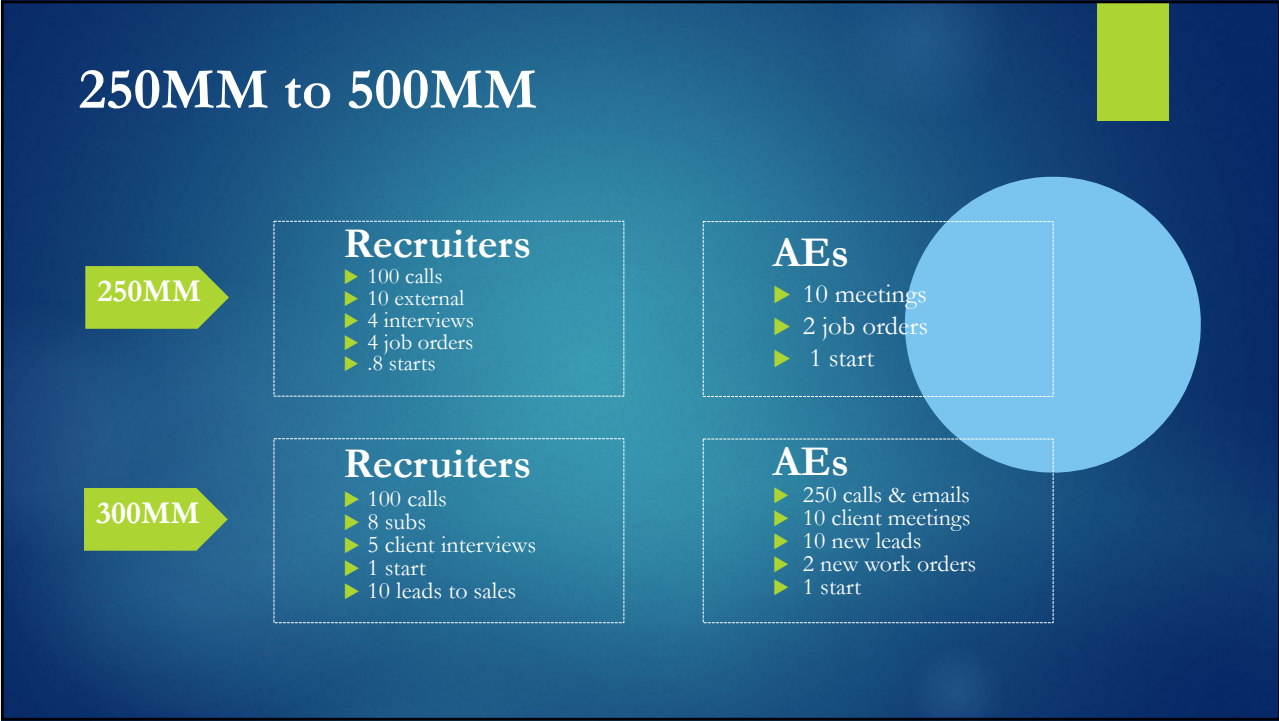 250MM to 500MM
250MM
Recruiters
100 calls
10 external
4 interviews
4 job orders
.8 starts
AEs
10 meetings
2 job orders
1 start
300MM
Recruiters
100 calls
8 subs
5 client interviews
1 start
10 leads to sales
AEs
250 calls & emails
10 client meetings
10 new leads
2 new work orders
1 start